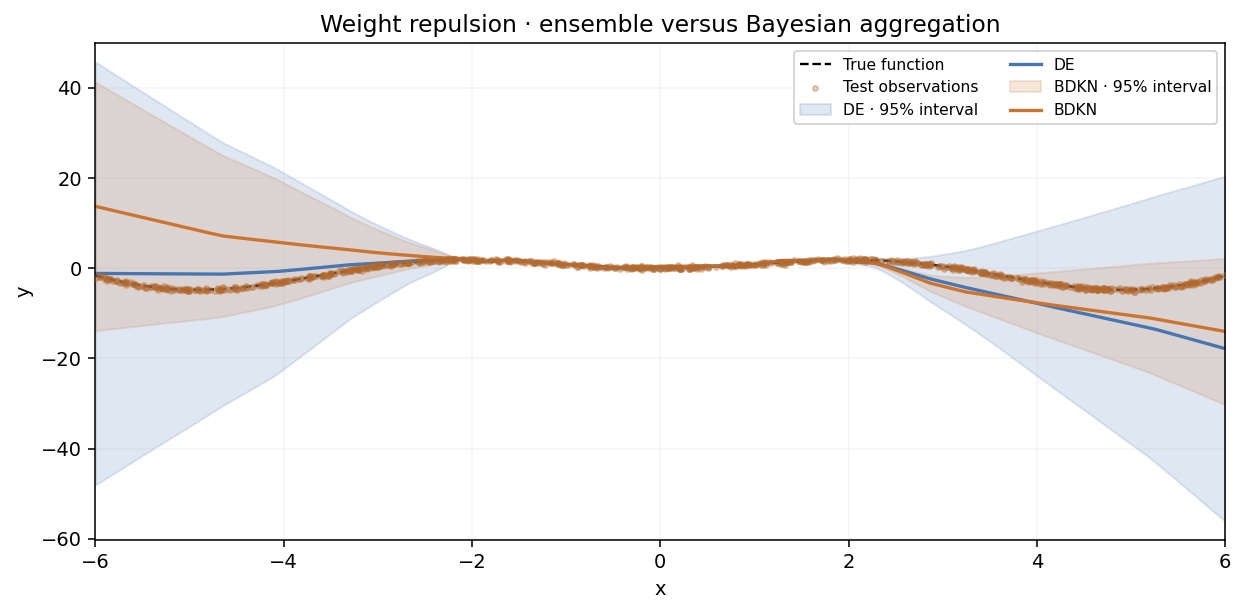 Weight repulsion · ensemble versus Bayesian aggregation
True function
Test observations
DE · 95% interval
DE
BDKN · 95% interval
BDKN
40
20
0
−20
−40
−60
y
−6
−4
−2
0
2
4
6
x